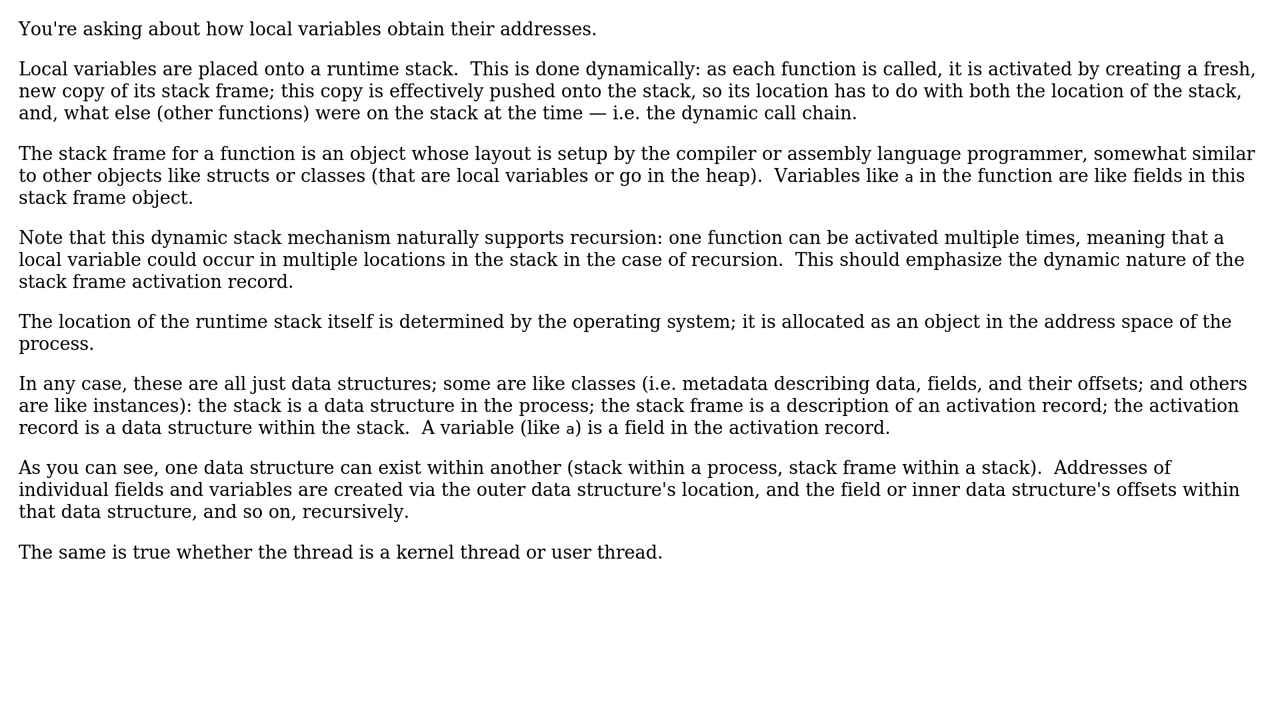 You're asking about how local variables obtain their addresses.
Local variables are placed onto a runtime stack.  This is done dynamically: as each function is called, it is activated by creating a fresh,
new copy of its stack frame; this copy is effectively pushed onto the stack, so its location has to do with both the location of the stack,
and, what else (other functions) were on the stack at the time — i.e. the dynamic call chain.
The stack frame for a function is an object whose layout is setup by the compiler or assembly language programmer, somewhat similar
to other objects like structs or classes (that are local variables or go in the heap).  Variables like a in the function are like fields in this
stack frame object.
Note that this dynamic stack mechanism naturally supports recursion: one function can be activated multiple times, meaning that a
local variable could occur in multiple locations in the stack in the case of recursion.  This should emphasize the dynamic nature of the
stack frame activation record.
The location of the runtime stack itself is determined by the operating system; it is allocated as an object in the address space of the
process.
In any case, these are all just data structures; some are like classes (i.e. metadata describing data, fields, and their offsets; and others
are like instances): the stack is a data structure in the process; the stack frame is a description of an activation record; the activation
record is a data structure within the stack.  A variable (like a) is a field in the activation record.
As you can see, one data structure can exist within another (stack within a process, stack frame within a stack).  Addresses of
individual fields and variables are created via the outer data structure's location, and the field or inner data structure's offsets within
that data structure, and so on, recursively.
The same is true whether the thread is a kernel thread or user thread.